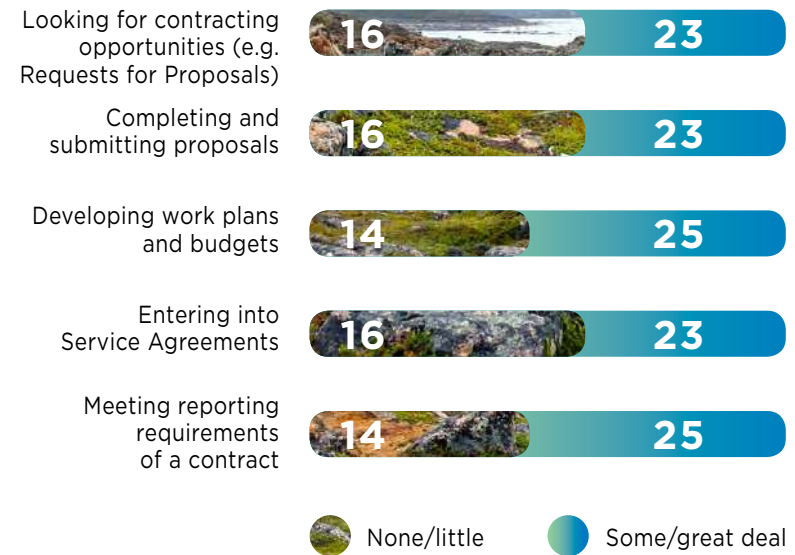 Looking for contracting
opportunities (e.g.
Requests for Proposals)
16 23
Completing and
submitting proposals
16 23
Developing work plans
and budgets
14 25
Entering into
Service Agreements
16 23
Meeting reporting
requirements
of a contract
14 25
None/little Some/great deal